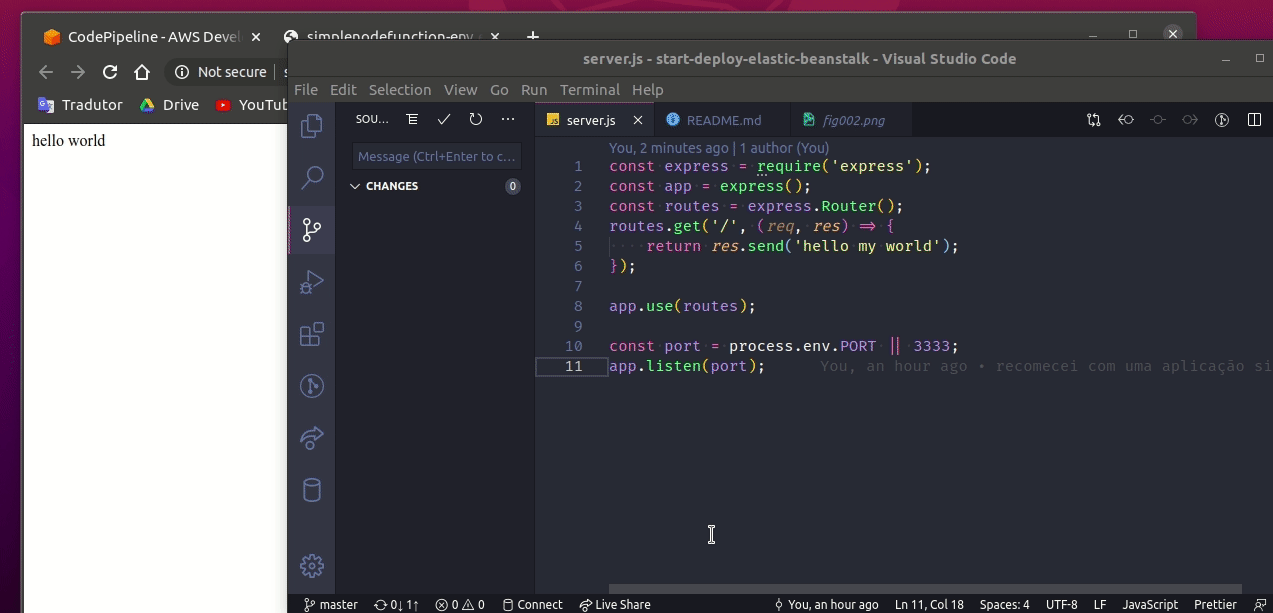 CodePipeline - AWS Devel
simplenodefunction-env
Not secure
Tradutor
Drive
YouTub
hello world
server.js - start-deploy-elastic-beanstalk - Visual Studio Code
File Edit Selection View Go Run Terminal Help
SOU...
server.js
README.md
fig002.png
Message (Ctrl+Enter to c...
CHANGES
0
You, 2 minutes ago | 1 author (You)
1 const express = require('express');
2 const app = express();
3 const routes = express.Router();
4 routes.get('/', (req, res) => {
5 return res.send('hello my world');
6 });
7
8 app.use(routes);
9
10 const port = process.env.PORT || 3333;
11 app.listen(port); You, an hour ago • recomecei com uma aplicação si
master 0↓ 1↑ 0 0 Connect Live Share You, an hour ago Ln 11, Col 18 Spaces: 4 UTF-8 LF JavaScript Prettier